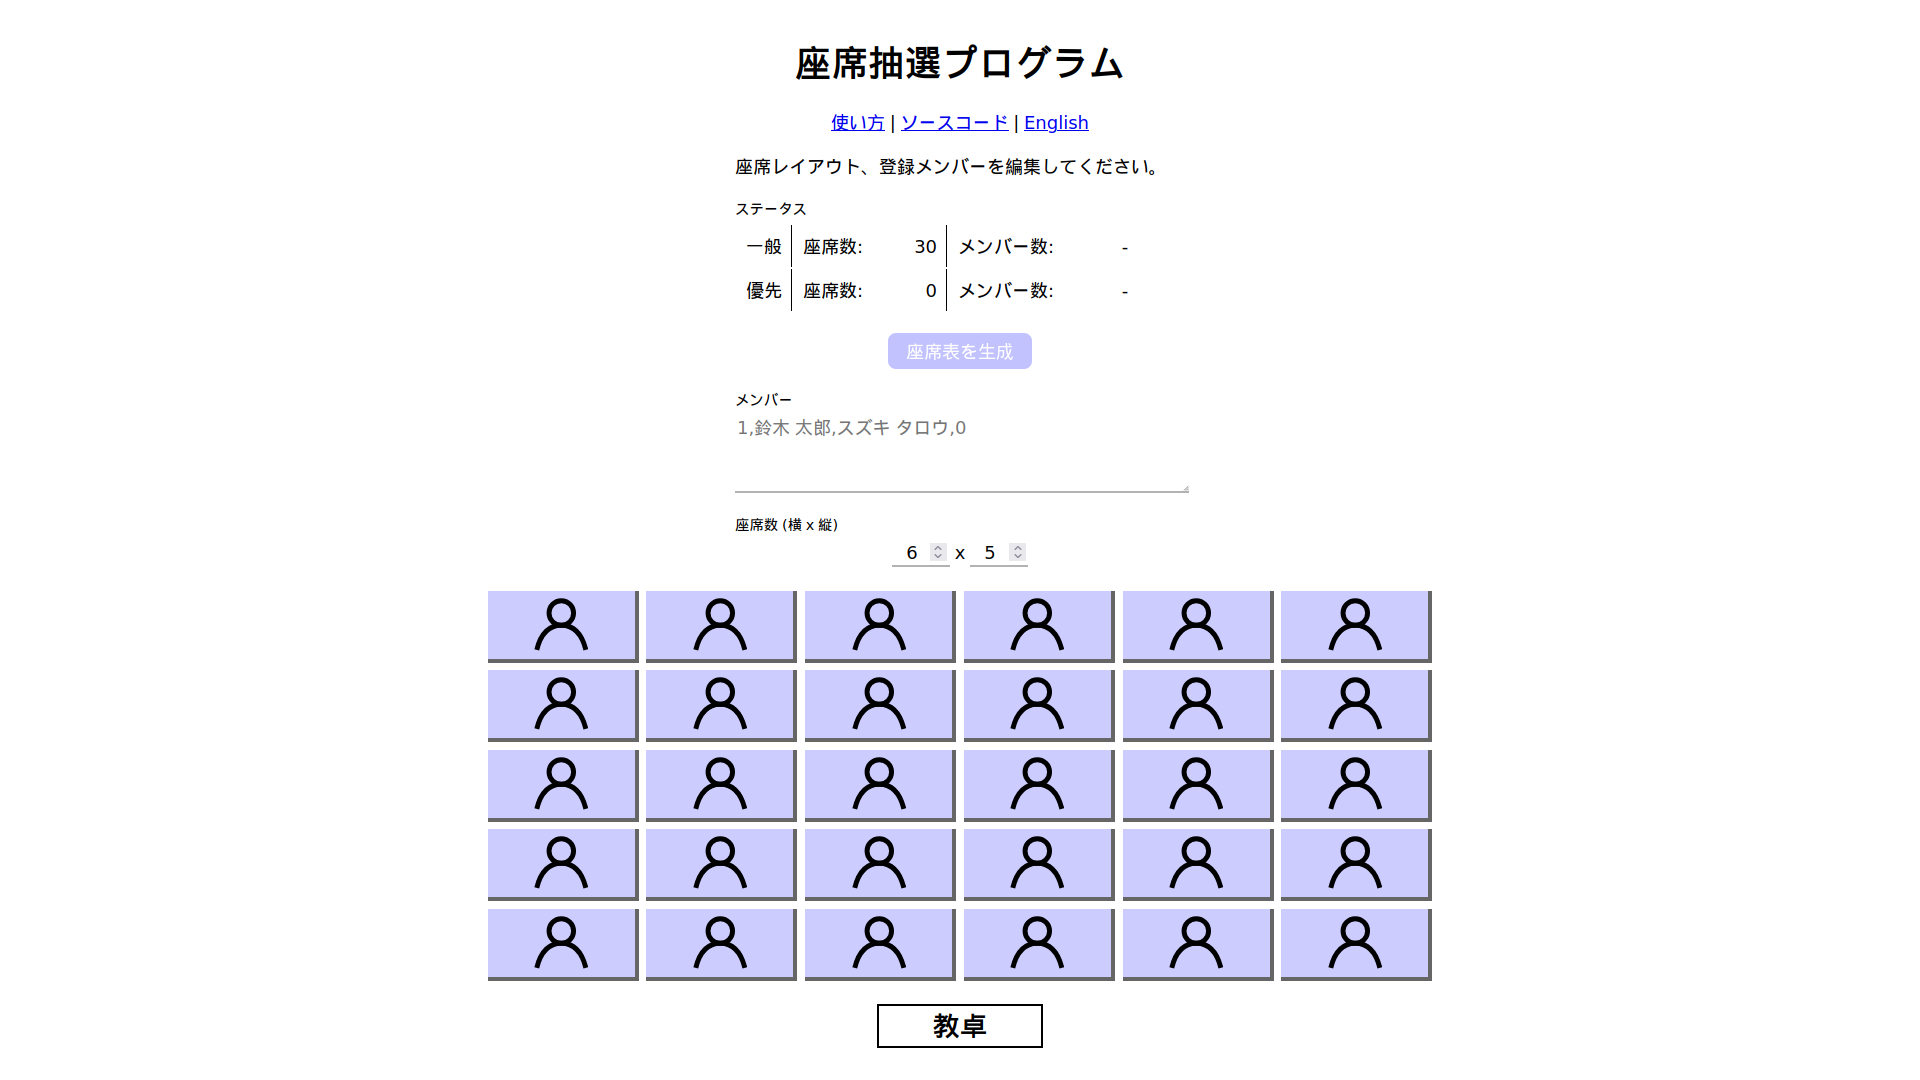 座席抽選プログラム
使い方 | ソースコード | English
座席レイアウト、登録メンバーを編集してください。
ステータス
一般 座席数: 30 メンバー数: -
優先 座席数: 0 メンバー数: -
座席表を生成
メンバー
1,鈴木 太郎,スズキ タロウ,0
座席数 (横 x 縦)
6 x 5
教卓